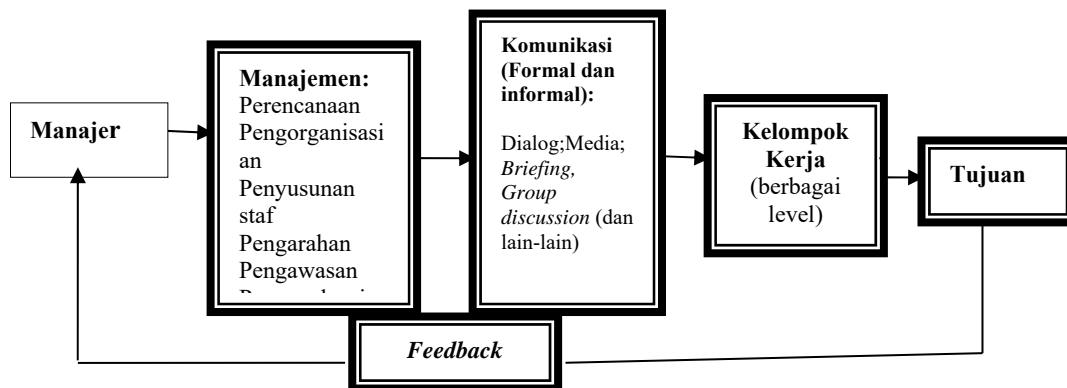 Manajer
Manajemen:
Perencanaan
Pengorganisasi
an
Penyusunan
staf
Pengarahan
Pengawasan
Komunikasi
(Formal dan
informal):
Dialog;Media;
Briefing,
Group
discussion (dan
lain-lain)
Kelompok
Kerja
(berbagai
level)
Tujuan
Feedback